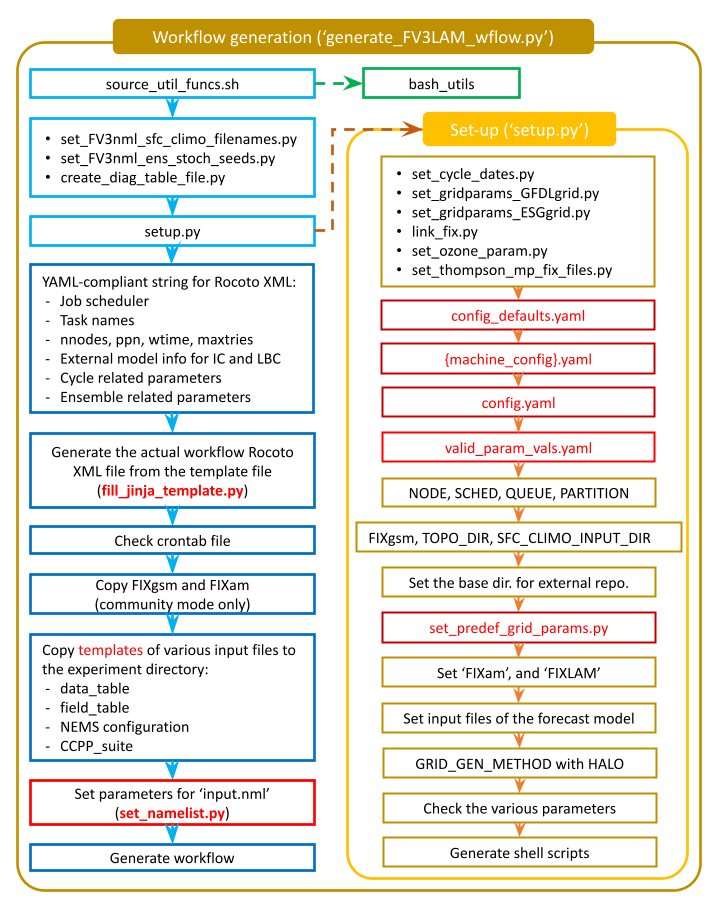 Workflow generation (‘generate_FV3LAM_wflow.py’)
source_util_funcs.sh
bash_utils
• set_FV3nml_sfc_climo_filenames.py
• set_FV3nml_ens_stoch_seeds.py
• create_diag_table_file.py
setup.py
YAML-compliant string for Rocoto XML:
- Job scheduler
- Task names
- nnodes, ppn, wtime, maxtries
- External model info for IC and LBC
- Cycle related parameters
- Ensemble related parameters
Generate the actual workflow Rocoto
XML file from the template file
(fill_jinja_template.py)
Check crontab file
Copy FIXgsm and FIXam
(community mode only)
Copy templates of various input files to
the experiment directory:
- data_table
- field_table
- NEMS configuration
- CCPP_suite
Set parameters for ‘input.nml’
(set_namelist.py)
Generate workflow
Set-up (‘setup.py’)
• set_cycle_dates.py
• set_gridparams_GFDLgrid.py
• set_gridparams_ESGgrid.py
• link_fix.py
• set_ozone_param.py
• set_thompson_mp_fix_files.py
config_defaults.yaml
{machine_config}.yaml
config.yaml
valid_param_vals.yaml
NODE, SCHED, QUEUE, PARTITION
FIXgsm, TOPO_DIR, SFC_CLIMO_INPUT_DIR
Set the base dir. for external repo.
set_predef_grid_params.py
Set ‘FIXam’, and ‘FIXLAM’
Set input files of the forecast model
GRID_GEN_METHOD with HALO
Check the various parameters
Generate shell scripts